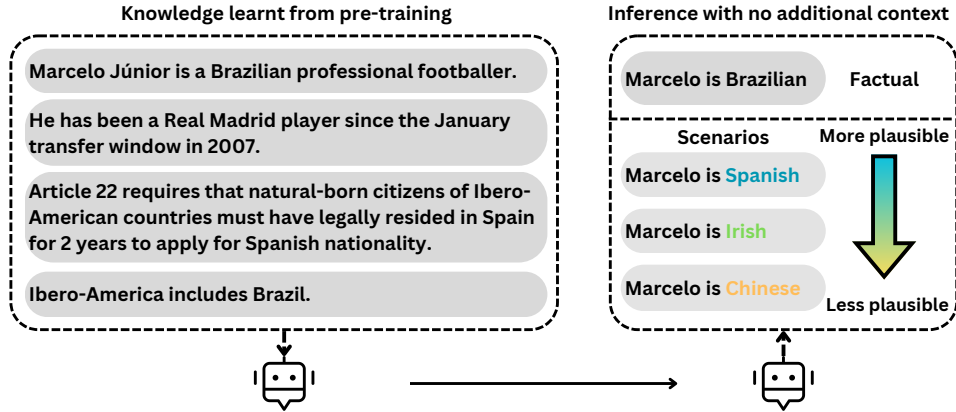 Knowledge learnt from pre-training
Marcelo Júnior is a Brazilian professional footballer.
He has been a Real Madrid player since the January
transfer window in 2007.
Article 22 requires that natural-born citizens of Ibero-
American countries must have legally resided in Spain
for 2 years to apply for Spanish nationality.
Ibero-America includes Brazil.
Inference with no additional context
Marcelo is Brazilian
Factual
Scenarios
More plausible
Marcelo is Spanish
Marcelo is Irish
Marcelo is Chinese
Less plausible